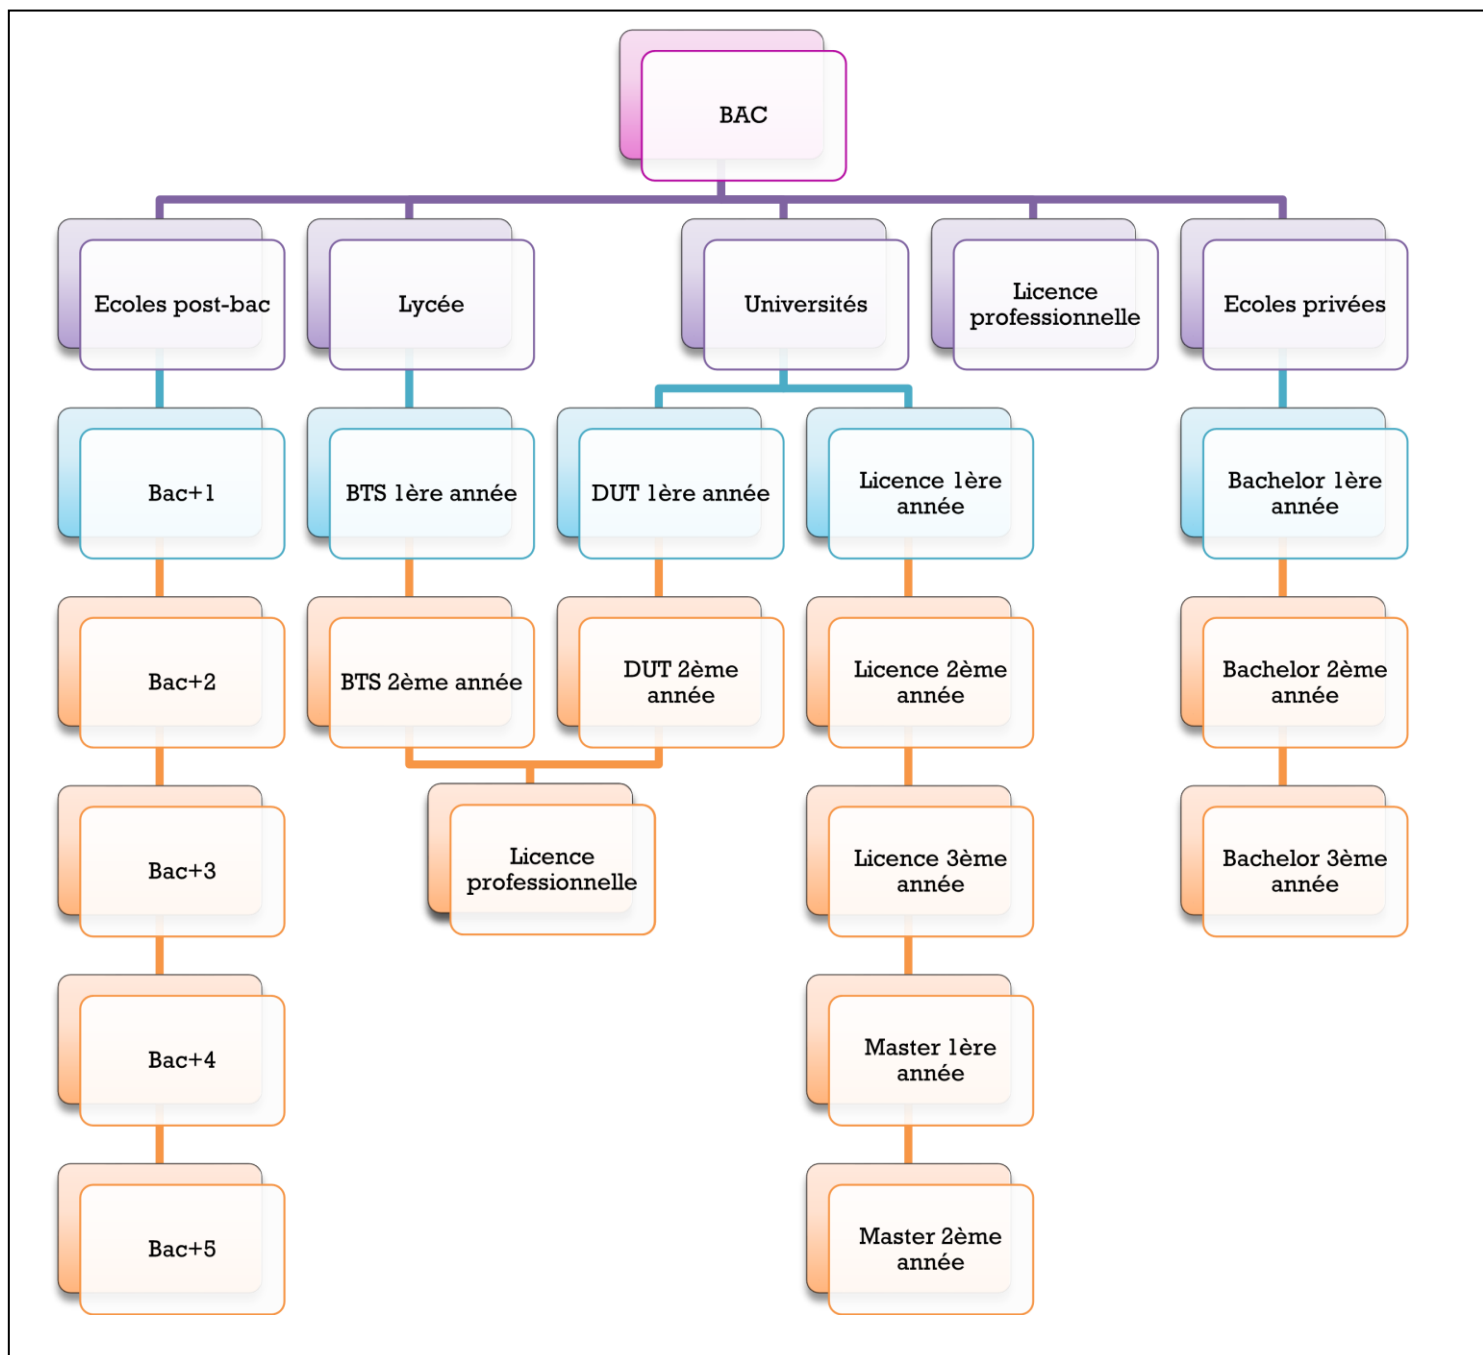 BAC
Ecoles post-bac
Lycée
Universités
Licence
professionnelle
Ecoles privées
Bac+1
BTS 1ère année
DUT 1ère année
Licence 1ère
année
Bachelor 1ère
année
Bac+2
BTS 2ème année
DUT 2ème
année
Licence 2ème
année
Bachelor 2ème
année
Bac+3
Licence
professionnelle
Licence 3ème
année
Bachelor 3ème
année
Bac+4
Master 1ère
année
Bac+5
Master 2ème
année